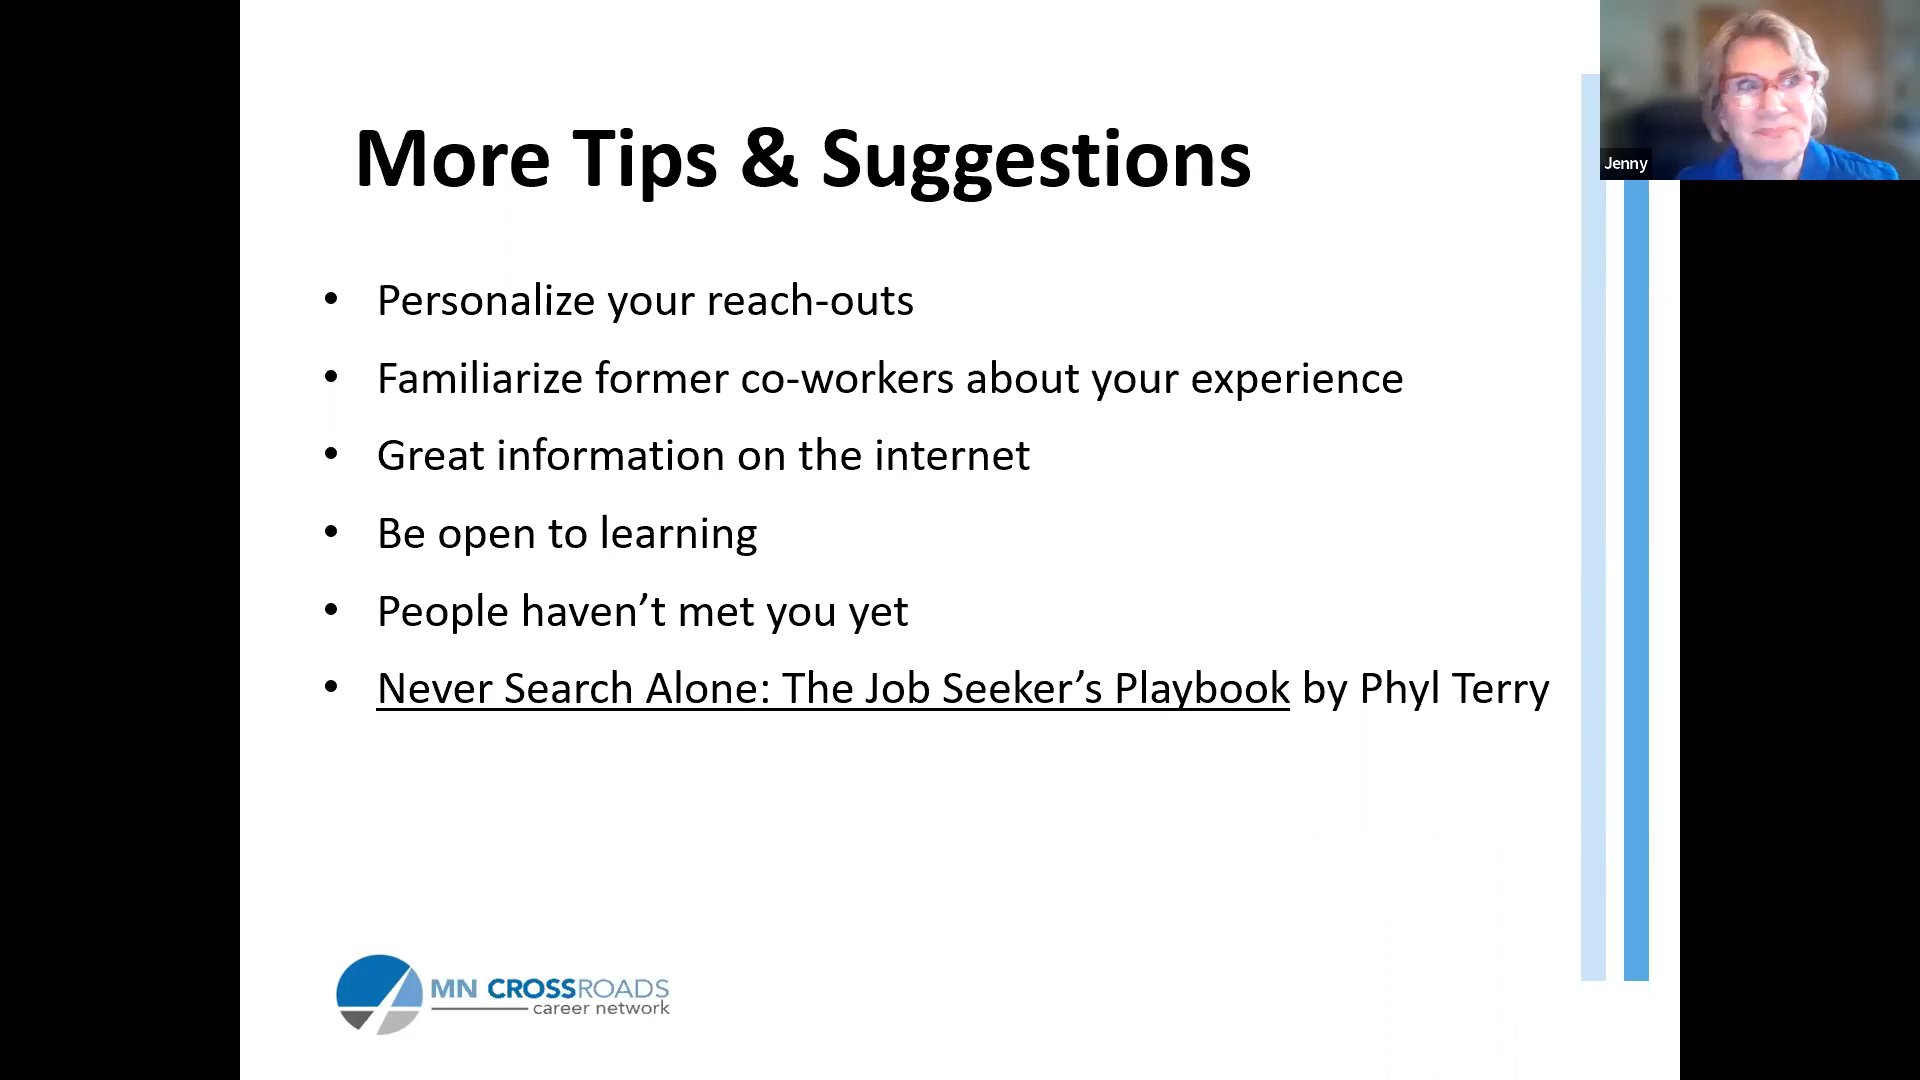 More Tips & Suggestions
Jenny
• Personalize your reach-outs
• Familiarize former co-workers about your experience
• Great information on the internet
• Be open to learning
• People haven’t met you yet
• Never Search Alone: The Job Seeker’s Playbook by Phyl Terry
MN CROSSROADS
career network